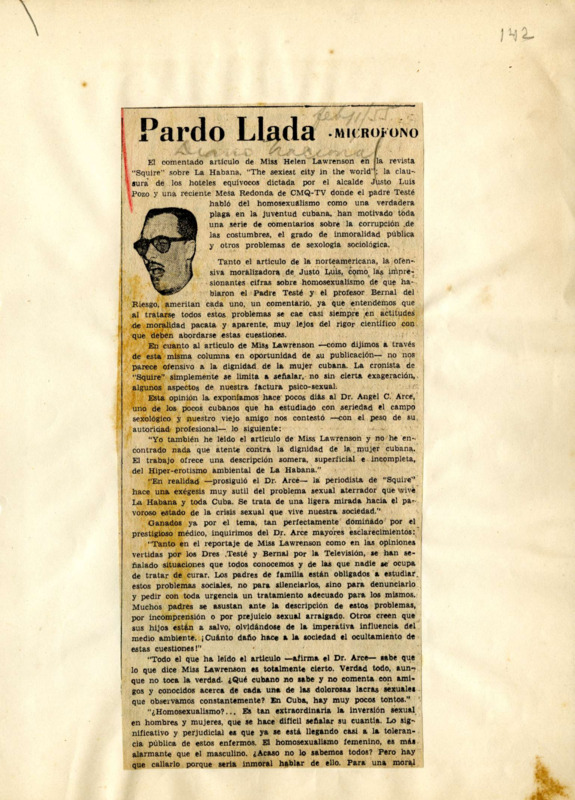 142
feb 11/55
Pardo Llada - MICROFONO
Diario Nacional
El comentado artículo de Miss Helen Lawrenson en la revista
"Squire" sobre La Habana, "The sexiest city in the world"; la clau-
sura de los hoteles equívocos dictada por el alcalde Justo Luis
Pozo y una reciente Mesa Redonda de CMQ-TV donde el padre Testé
habló del homosexualismo como una verdadera
plaga en la juventud cubana, han motivado toda
una serie de comentarios sobre la corrupción de
las costumbres, el grado de inmoralidad pública
y otros problemas de sexología sociológica.
Tanto el artículo de la norteamericana, la ofen-
siva moralizadora de Justo Luis, como las impre-
sionantes cifras sobre homosexualismo de que ha-
blaron el Padre Testé y el profesor Bernal del
Riesgo, ameritan cada uno, un comentario, ya que entendemos que
al tratarse todos estos problemas se cae casi siempre en actitudes
de moralidad pacata y aparente, muy lejos del rigor científico con
que deben abordarse estas cuestiones.
En cuanto al artículo de Miss Lawrenson —como dijimos a través
de esta misma columna en oportunidad de su publicación— no nos
parece ofensivo a la dignidad de la mujer cubana. La cronista de
"Squire" simplemente se limita a señalar, no sin cierta exageración,
algunos aspectos de nuestra factura psico-sexual.
Esta opinión la exponíamos hace pocos días al Dr. Angel C. Arce,
uno de los pocos cubanos que ha estudiado con seriedad el campo
sexológico y nuestro viejo amigo nos contestó —con el peso de su
autoridad profesional— lo siguiente:
"Yo también he leído el artículo de Miss Lawrenson y no he en-
contrado nada que atente contra la dignidad de la mujer cubana.
El trabajo ofrece una descripción somera, superficial e incompleta,
del Hiper-erotismo ambiental de La Habana."
"En realidad —prosiguió el Dr. Arce— la periodista de "Squire"
hace una exégesis muy sutil del problema sexual aterrador que vive
La Habana y toda Cuba. Se trata de una ligera mirada hacia el pa-
voroso estado de la crisis sexual que vive nuestra sociedad."
Ganados ya por el tema, tan perfectamente dominado por el
prestigioso médico, inquirimos del Dr. Arce mayores esclarecimientos:
"Tanto en el reportaje de Miss Lawrenson como en las opiniones
vertidas por los Dres .Testé y Bernal por la Televisión, se han se-
ñalado situaciones que todos conocemos y de las que nadie se ocupa
de tratar de curar. Los padres de familia están obligados a estudiar
estos problemas sociales, no para silenciarlos, sino para denunciarlo
y pedir con toda urgencia un tratamiento adecuado para los mismos.
Muchos padres se asustan ante la descripción de estos problemas,
por incomprensión o por prejuicio sexual arraigado. Otros creen que
sus hijos están a salvo, olvidándose de la imperativa influencia del
medio ambiente. ¡Cuánto daño hace a la sociedad el ocultamiento de
estas cuestiones!"
"Todo el que ha leído el artículo —afirma el Dr. Arce— sabe que
lo que dice Miss Lawrenson es totalmente cierto. Verdad todo, aun-
que no toca la verdad. ¿Qué cubano no sabe y no comenta con ami-
gos y conocidos acerca de cada una de las dolorosas lacras sexuales
que observamos constantemente? En Cuba, hay muy pocos tontos."
"¿Homosexualismo?... Es tan extraordinaria la inversión sexual
en hombres y mujeres, que se hace difícil señalar su cuantía. Lo sig-
nificativo y perjudicial es que ya se está llegando casi a la toleran-
cia pública de estos enfermos. El homosexualismo femenino, es más
alarmante que el masculino. ¿Acaso no lo sabemos todos? Pero hay
que callarlo porque sería inmoral hablar de ello. Para una moral